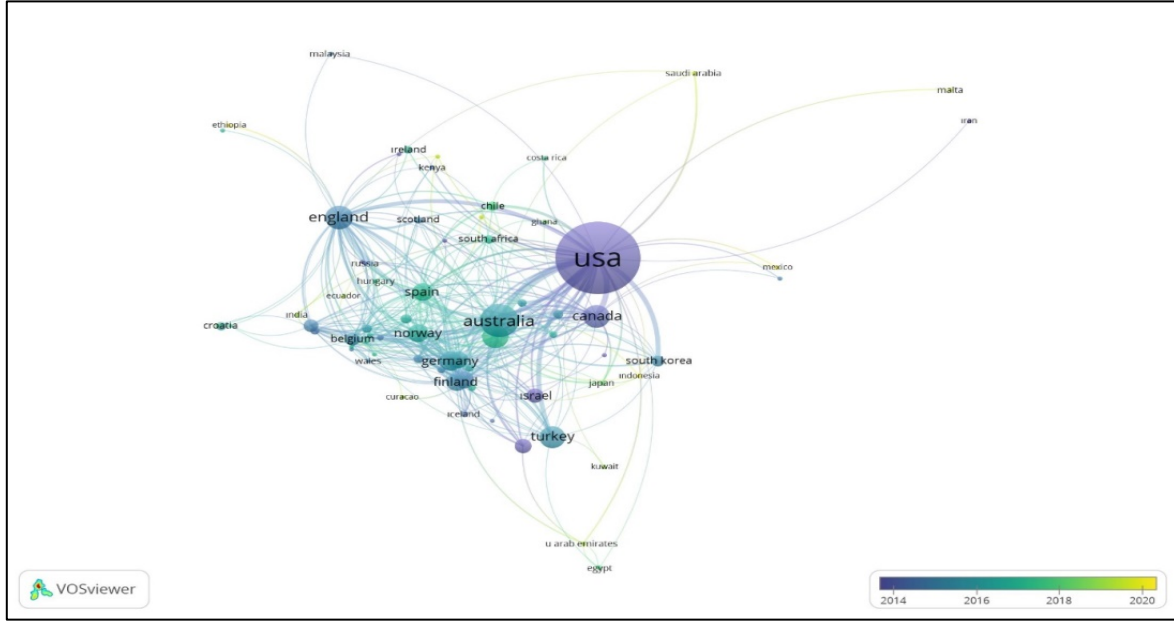 malaysia
saudi arabia
malta
iran
ethiopia
ireland
costa rica
kenya
chile
england
scotland
ghana
south africa
usa
russia
mexico
hungary
spain
ecuador
india
canada
australia
croatia
norway
belgium
wales
germany
south korea
indonesia
finland
japan
curacao
israel
iceland
turkey
kuwait
u arab emirates
egypt
VOSviewer
2014 2016 2018 2020